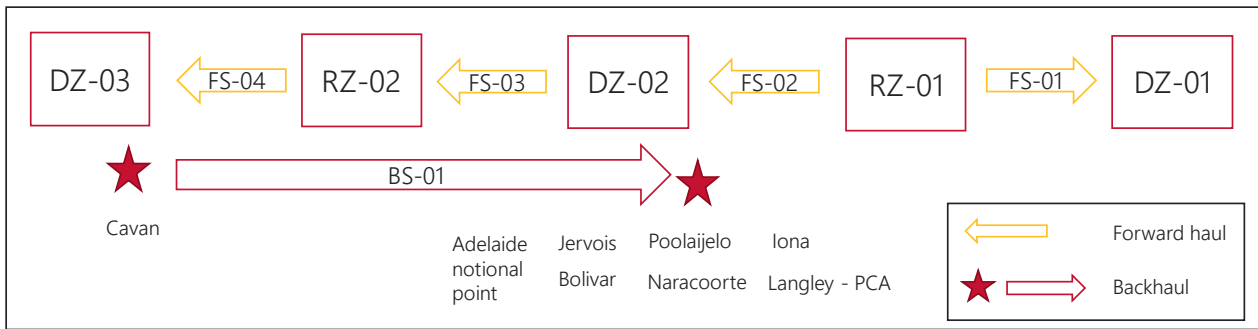 DZ-03
FS-04
RZ-02
FS-03
DZ-02
FS-02
RZ-01
FS-01
DZ-01
BS-01
Cavan
Adelaide
notional
point
Jervois
Bolivar
Poolaijelo
Naracoorte
Iona
Langley - PCA
Forward haul
Backhaul